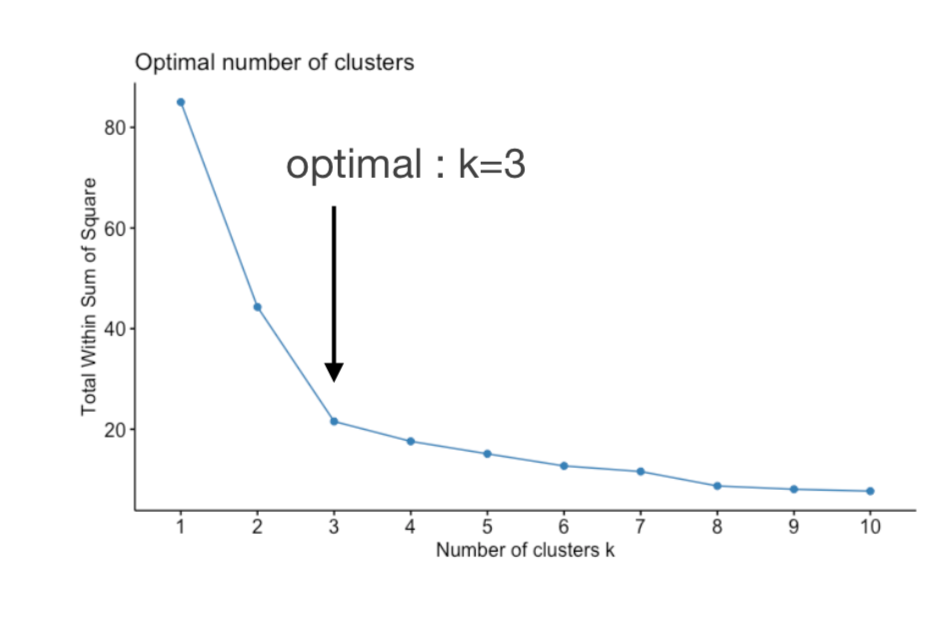 Optimal number of clusters
optimal : k=3
Total Within Sum of Square
80
60
40
20
1 2 3 4 5 6 7 8 9 10
Number of clusters k